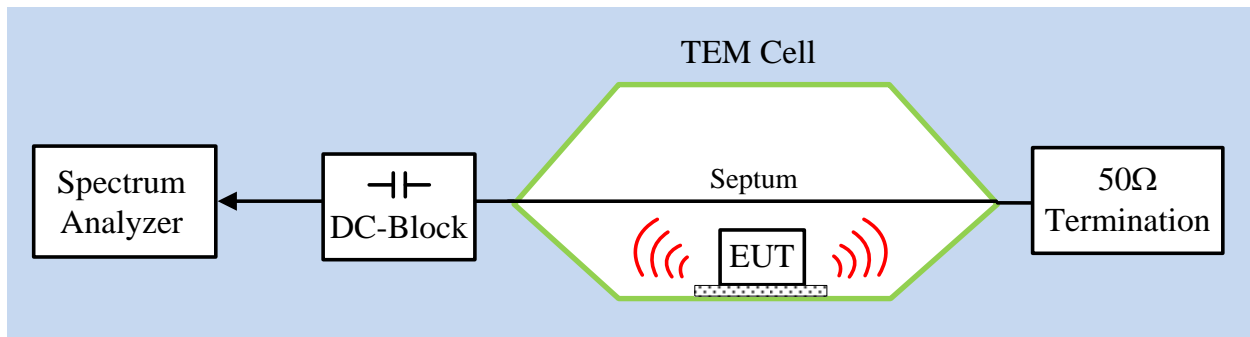 TEM Cell
Spectrum
Analyzer
DC-Block
Septum
EUT
50Ω
Termination